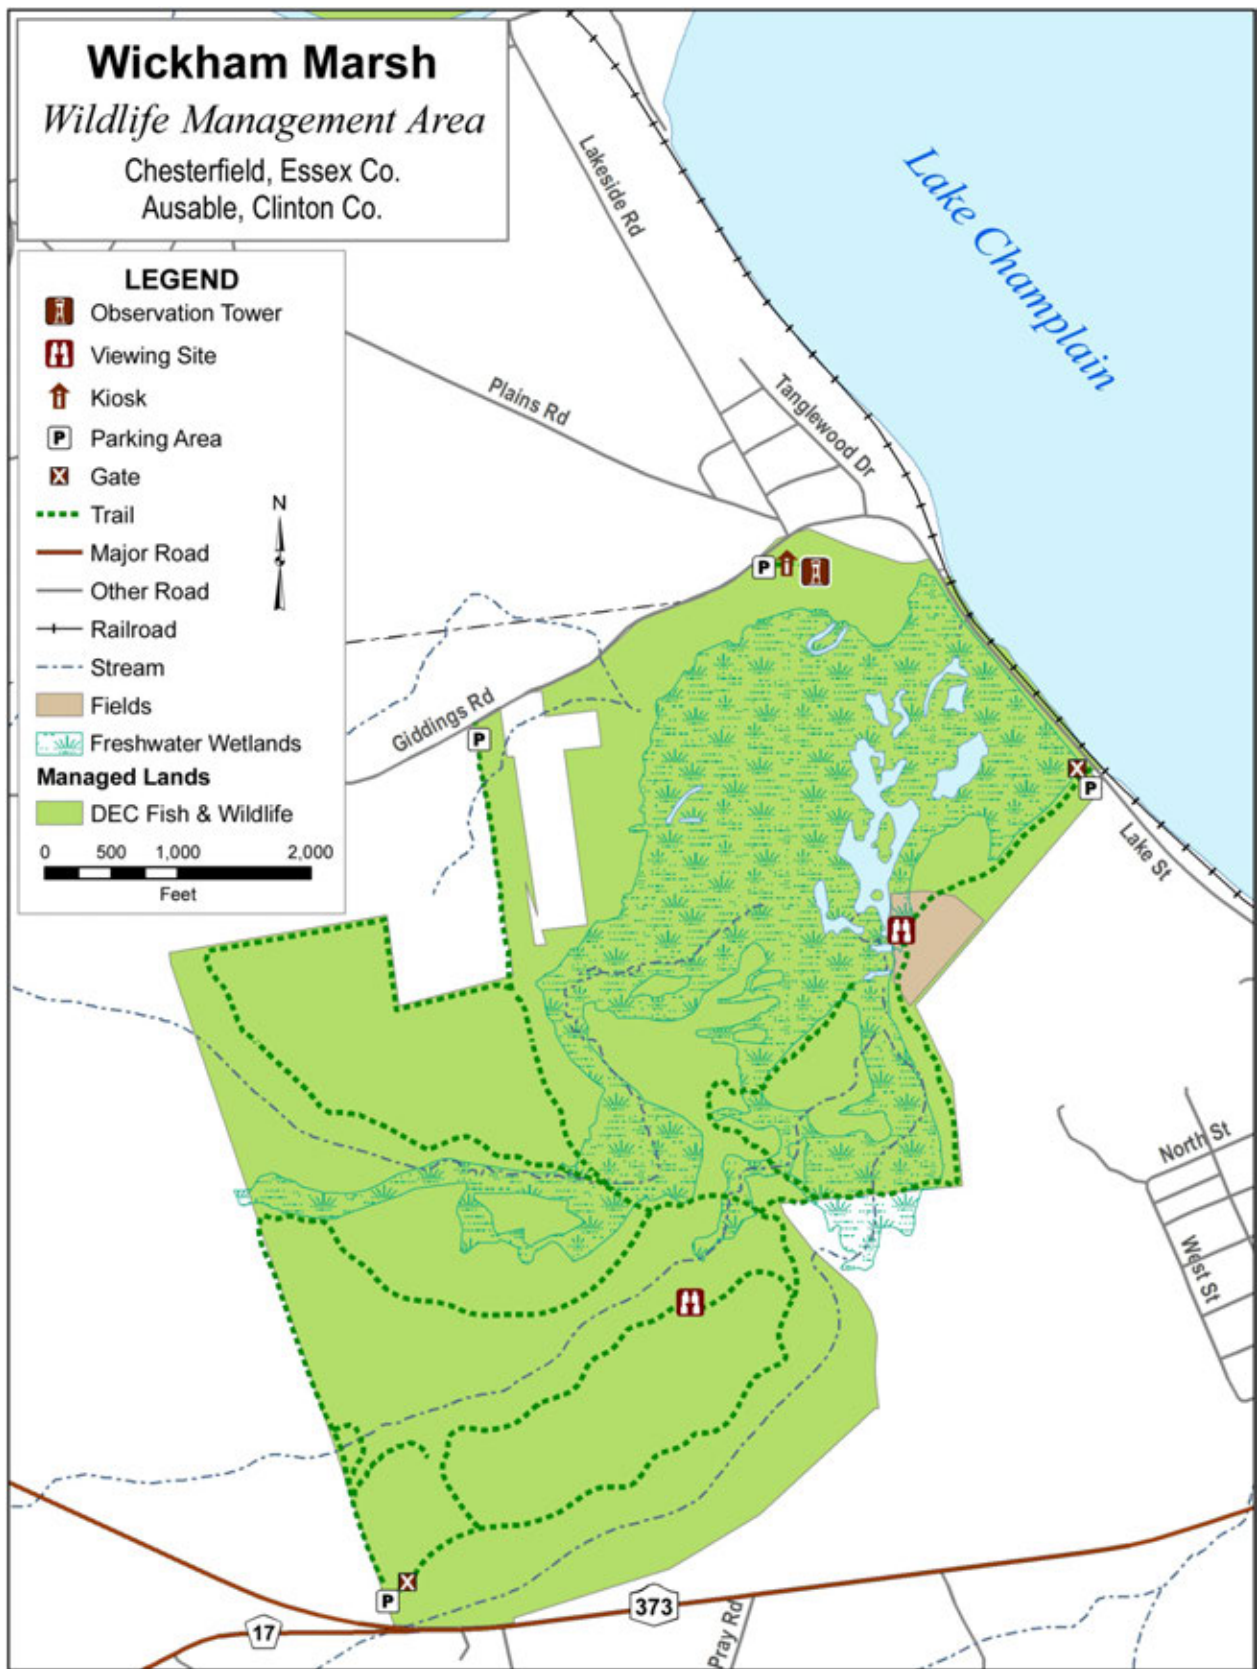 Wickham Marsh
Wildlife Management Area
Chesterfield, Essex Co.
Ausable, Clinton Co.
LEGEND
Observation Tower
Viewing Site
i Kiosk
P Parking Area
X Gate
Trail
Major Road
Other Road
Railroad
Stream
Fields
Freshwater Wetlands
Managed Lands
DEC Fish & Wildlife
0 500 1,000 2,000
Feet
N
Lake Champlain
Lakeside Rd
Plains Rd
Tanglewood Dr
P i
Giddings Rd
P
X
P
Lake St
North St
West St
X
P
17
373
Pray Rd